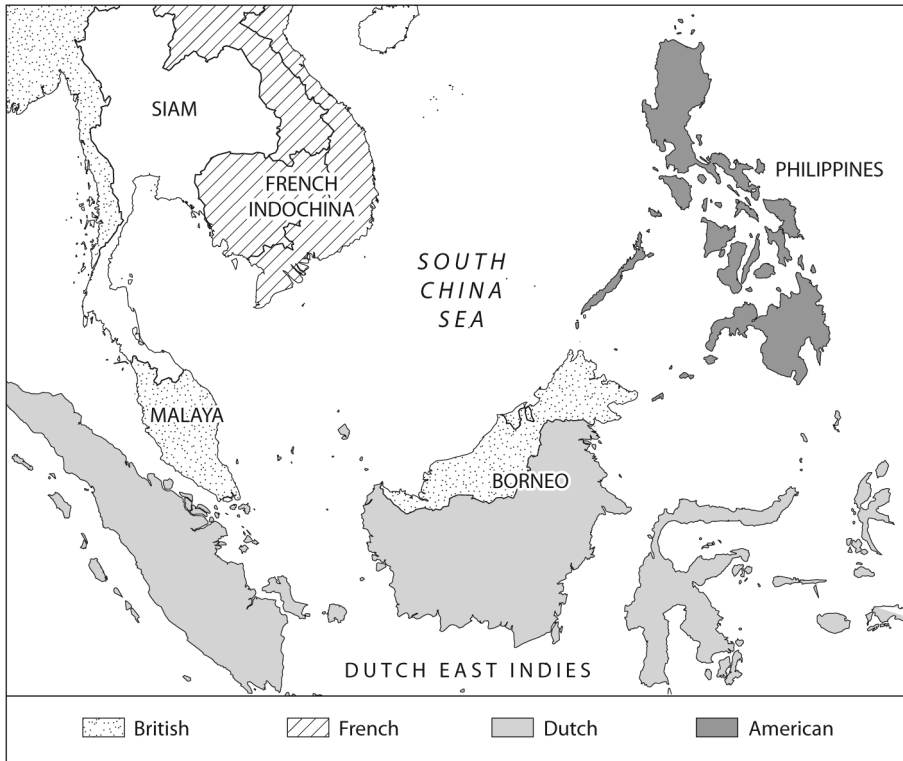 SIAM
PHILIPPINES
FRENCH
INDOCHINA
SOUTH
CHINA
SEA
MALAYA
BORNEO
DUTCH EAST INDIES
British
French
Dutch
American